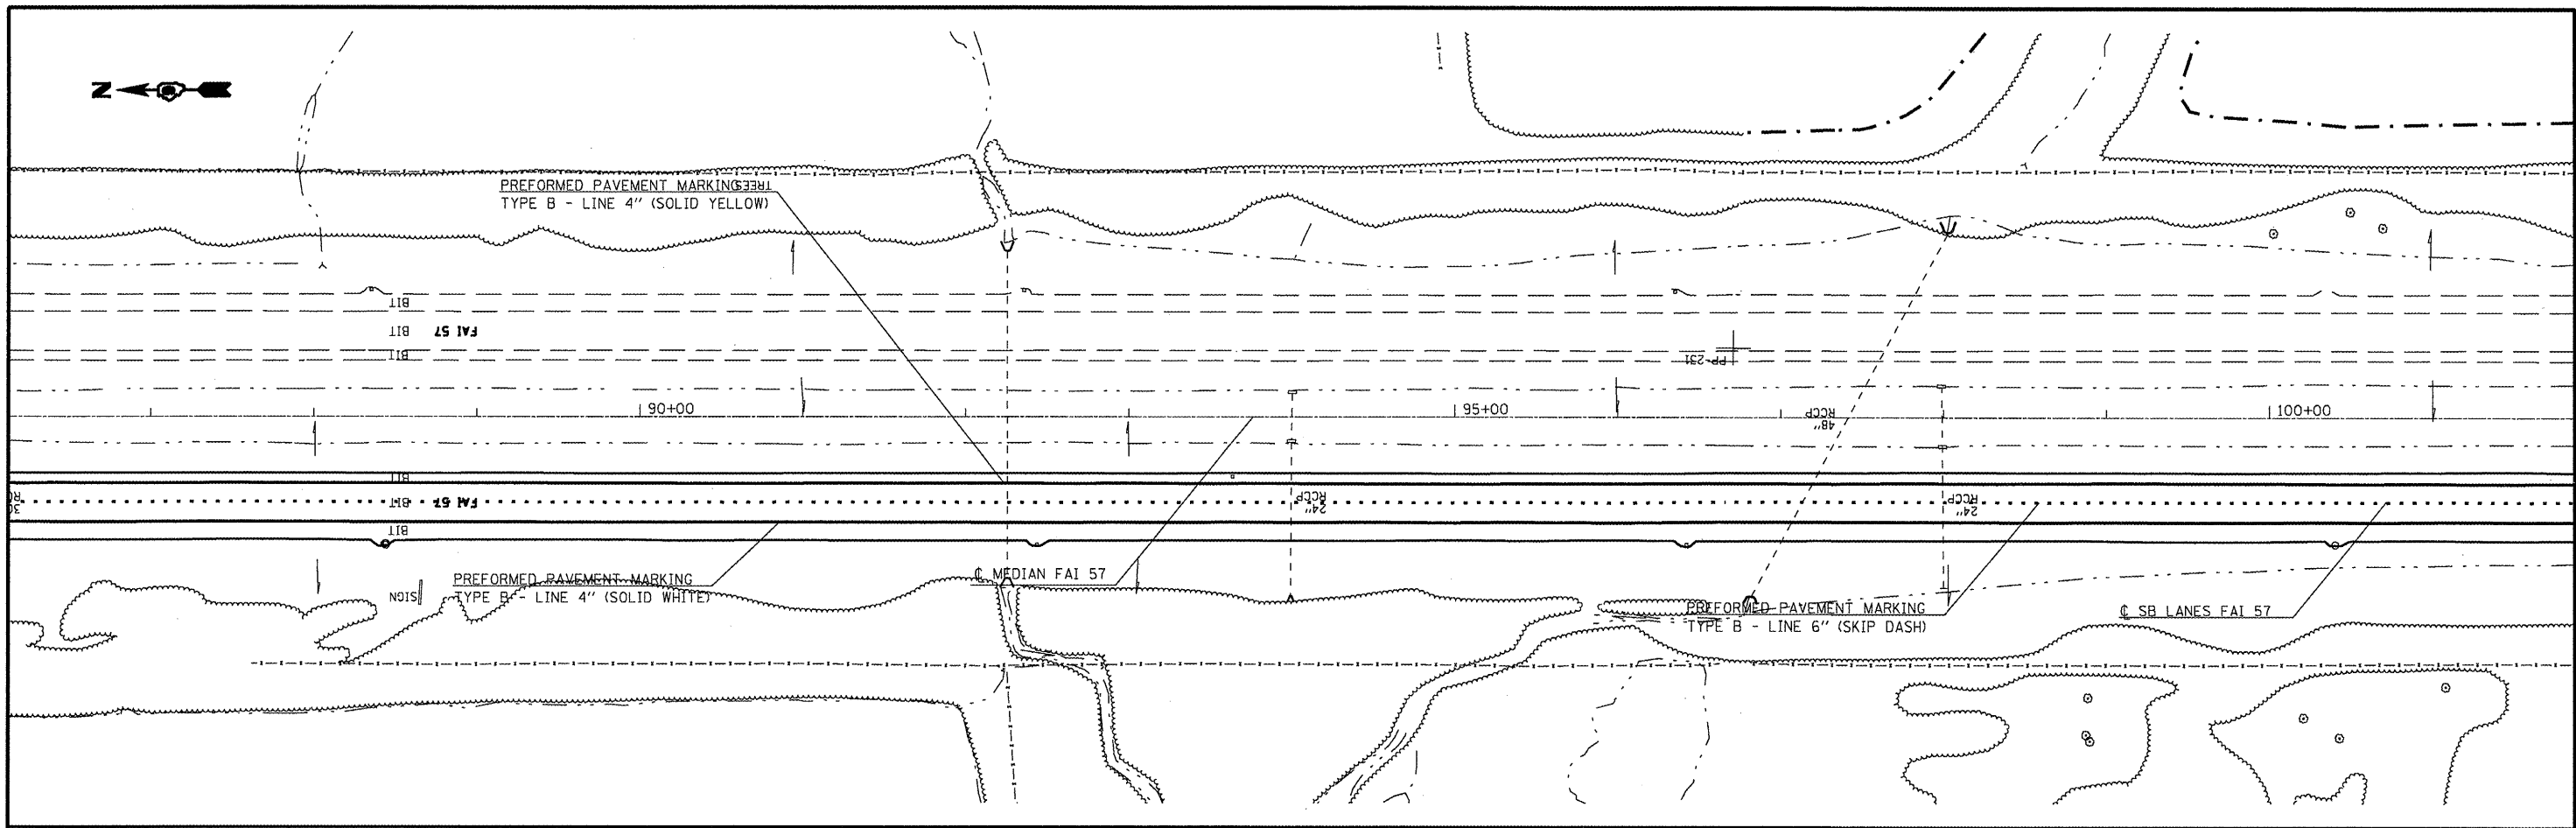 N
PREFORMED PAVEMENT MARKING
TREES
TYPE B - LINE 4" (SOLID YELLOW)
BIT
BIT FAI 57
BIT
PP-231
90+00
95+00
48"
RCCP
100+00
BIT
BIT FAI 57
24"
RCCP
24"
RCCP
BIT
PREFORMED PAVEMENT MARKING
TYPE B - LINE 4" (SOLID WHITE)
SIGN
℄ MEDIAN FAI 57
PREFORMED PAVEMENT MARKING
TYPE B - LINE 6" (SKIP DASH)
℄ SB LANES FAI 57